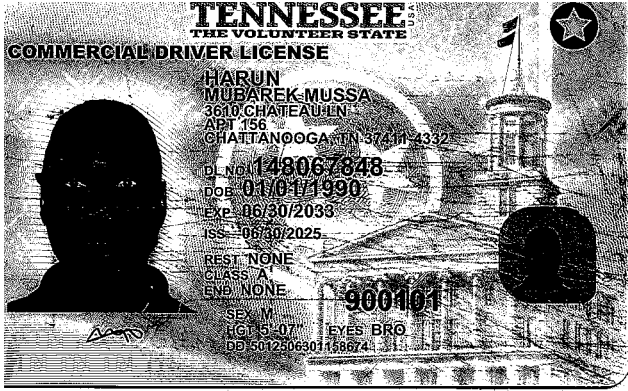 TENNESSEE
USA
THE VOLUNTEER STATE
COMMERCIAL DRIVER LICENSE
HARUN
MUBAREK MUSSA
3610 CHATEAU LN
APT 156
CHATTANOOGA TN 37411-4332
DL NO 148067848
DOB 01/01/1990
EXP 06/30/2033
ISS 06/30/2025
REST NONE
CLASS A
END NONE
900101
SEX M
HGT 5'-07" EYES BRO
DD 5012506301158674